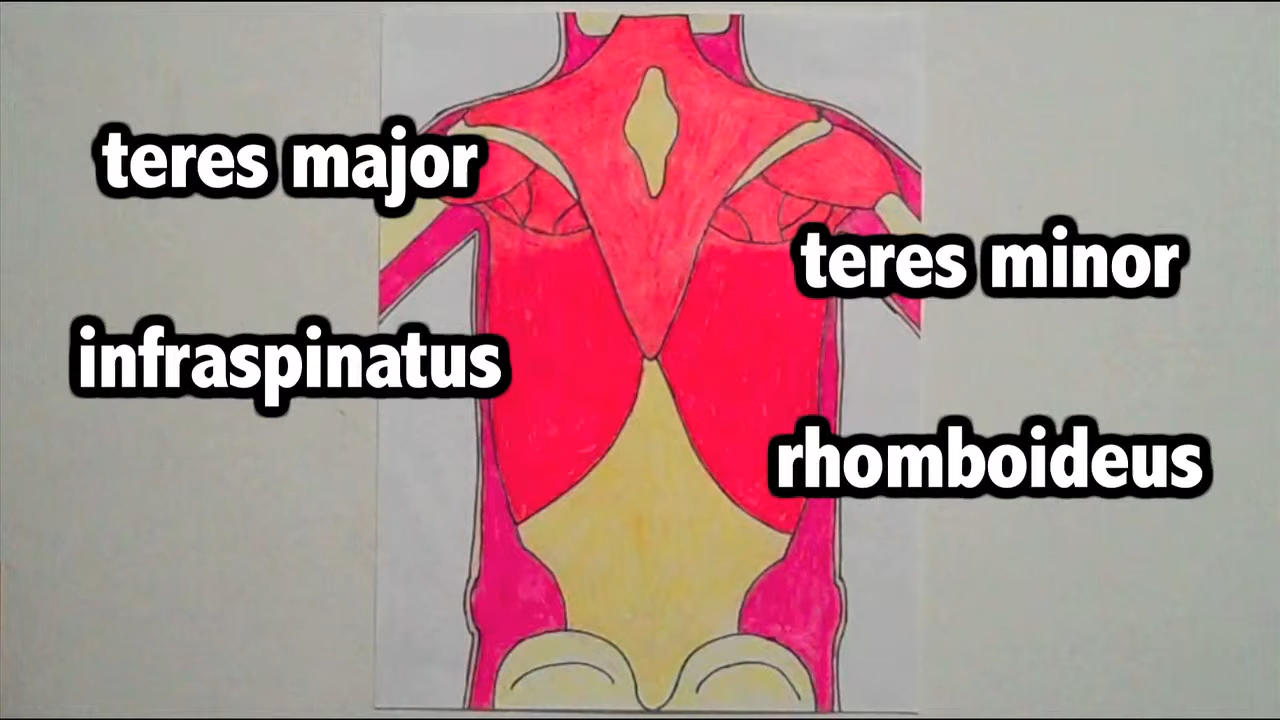 teres major
teres minor
infraspinatus
rhomboideus